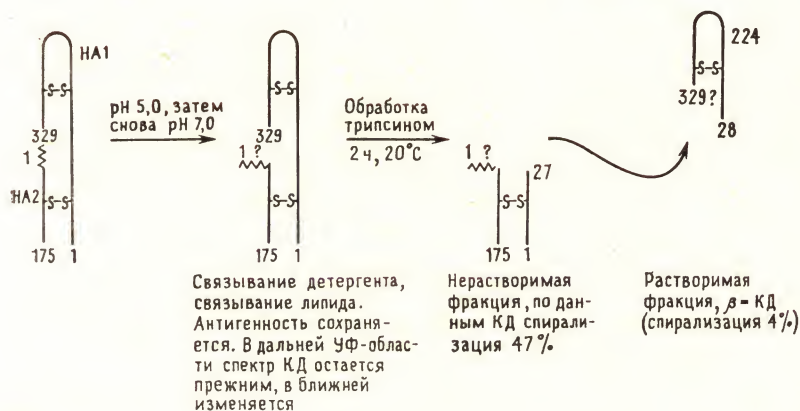 HA1
S-S
329
1
HA2
S-S
175 1
pH 5,0, затем
снова pH 7,0
S-S
329
1 ?
S-S
175 1
Связывание детергента,
связывание липида.
Антигенность сохраня-
ется. В дальней УФ-облас-
ти спектр КД остается
прежним, в ближней
изменяется
Обработка
трипсином
2 ч, 20°C
1 ?
27
S-S
175 1
Нерастворимая
фракция, по дан-
ным КД спирали-
зация 47%
224
S-S
329?
28
Растворимая
фракция, β-КД
(спирализация 4%)